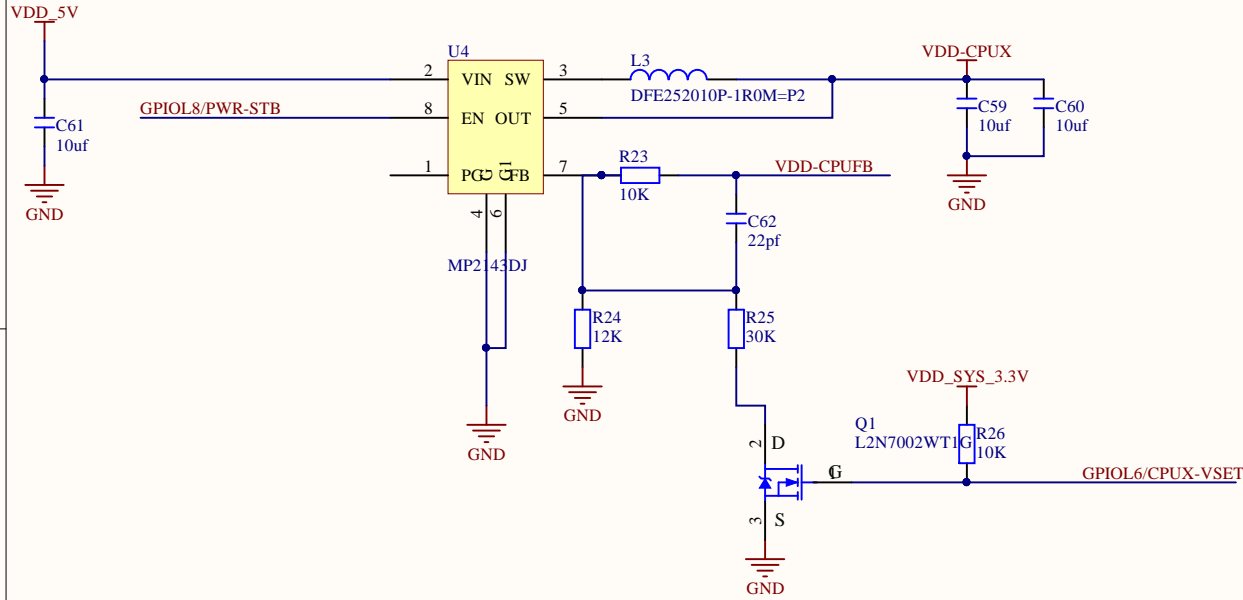 VDD_5V
U4
L3
VDD-CPUX
2
VIN
SW
3
DFE252010P-1R0M=P2
GPIOL8/PWR-STB
8
EN
OUT
5
C61
10uf
C59
10uf
C60
10uf
1
PG
G
G1
FB
7
R23
10K
VDD-CPUFB
GND
GND
4
6
C62
22pf
MP2143DJ
R24
12K
R25
30K
GND
VDD_SYS_3.3V
GND
Q1
L2N7002WT1G
R26
10K
2
D
G
1
GPIOL6/CPUX-VSET
3
S
GND